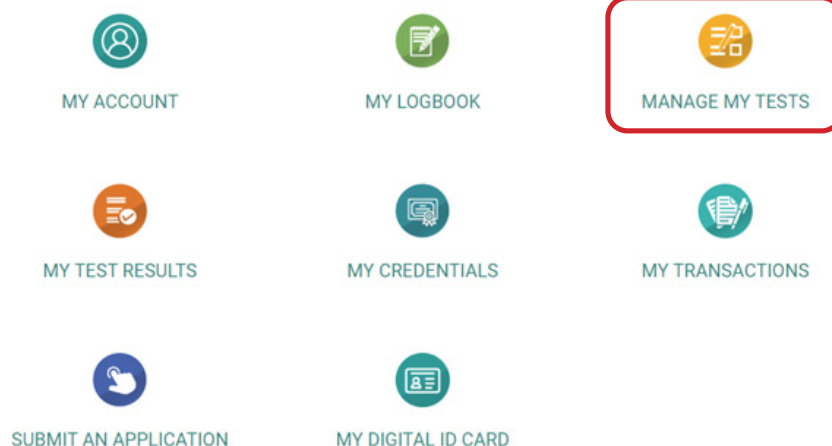 MY ACCOUNT
MY LOGBOOK
MANAGE MY TESTS
MY TEST RESULTS
MY CREDENTIALS
MY TRANSACTIONS
SUBMIT AN APPLICATION
MY DIGITAL ID CARD